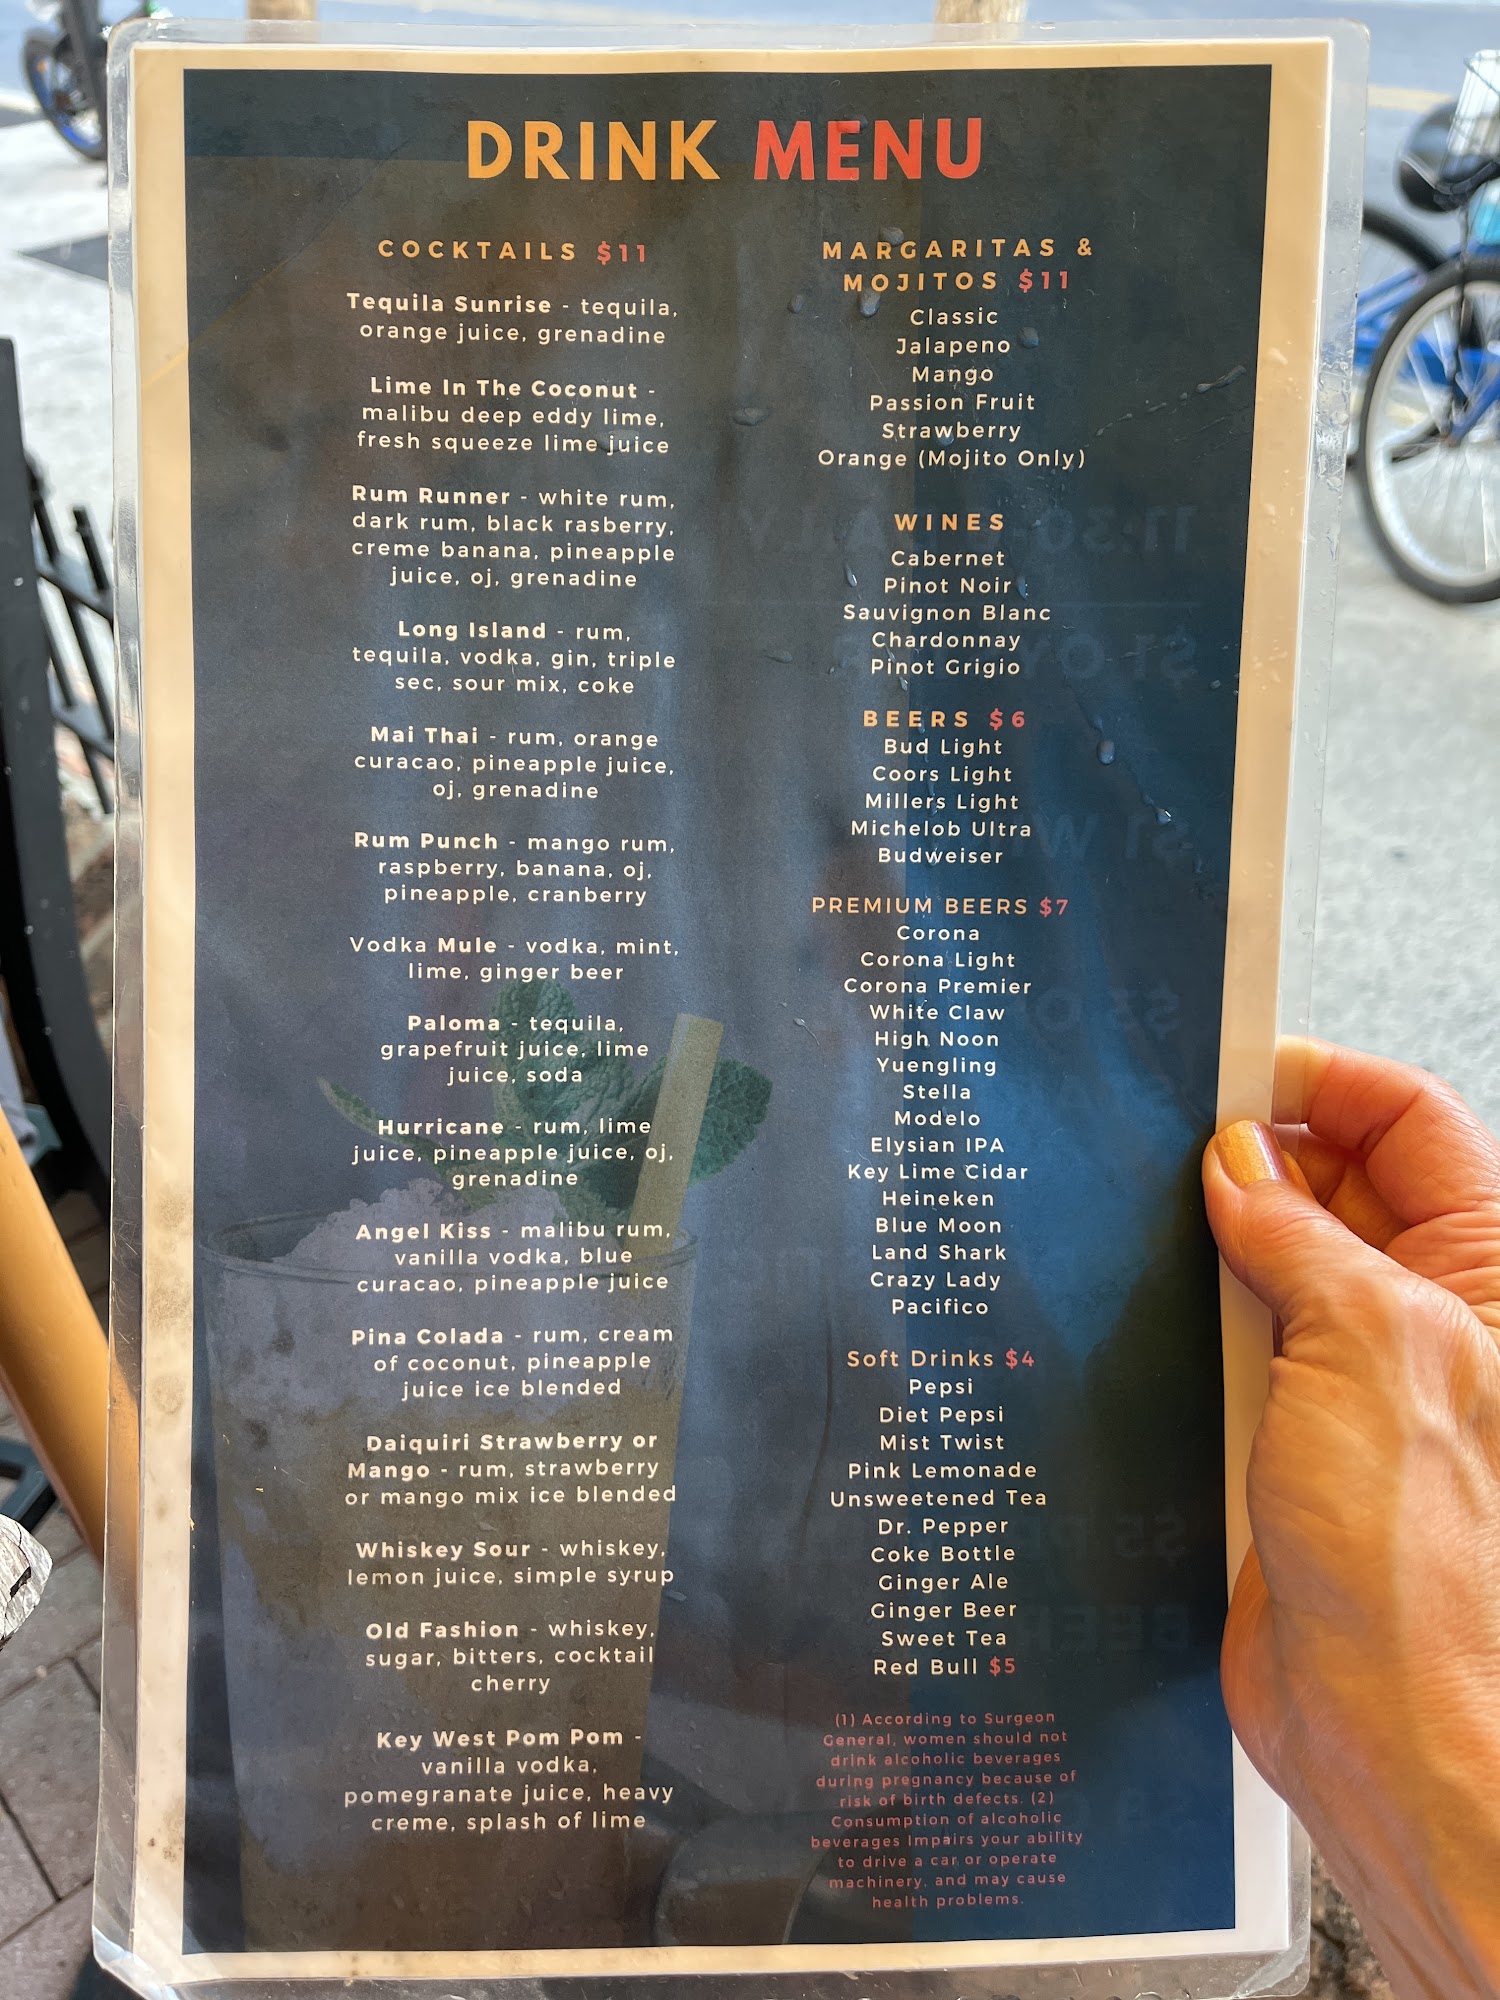 DRINK MENU
COCKTAILS $11
Tequila Sunrise - tequila,
orange juice, grenadine
Lime In The Coconut -
malibu deep eddy lime,
fresh squeeze lime juice
Rum Runner - white rum,
dark rum, black rasberry,
creme banana, pineapple
juice, oj, grenadine
Long Island - rum,
tequila, vodka, gin, triple
sec, sour mix, coke
Mai Thai - rum, orange
curacao, pineapple juice,
oj, grenadine
Rum Punch - mango rum,
raspberry, banana, oj,
pineapple, cranberry
Vodka Mule - vodka, mint,
lime, ginger beer
Paloma - tequila,
grapefruit juice, lime
juice, soda
Hurricane - rum, lime
juice, pineapple juice, oj,
grenadine
Angel Kiss - malibu rum,
vanilla vodka, blue
curacao, pineapple juice
Pina Colada - rum, cream
of coconut, pineapple
juice ice blended
Daiquiri Strawberry or
Mango - rum, strawberry
or mango mix ice blended
Whiskey Sour - whiskey,
lemon juice, simple syrup
Old Fashion - whiskey,
sugar, bitters, cocktail
cherry
Key West Pom Pom -
vanilla vodka,
pomegranate juice, heavy
creme, splash of lime
MARGARITAS &
MOJITOS $11
Classic
Jalapeno
Mango
Passion Fruit
Strawberry
Orange (Mojito Only)
WINES
Cabernet
Pinot Noir
Sauvignon Blanc
Chardonnay
Pinot Grigio
BEERS $6
Bud Light
Coors Light
Millers Light
Michelob Ultra
Budweiser
PREMIUM BEERS $7
Corona
Corona Light
Corona Premier
White Claw
High Noon
Yuengling
Stella
Modelo
Elysian IPA
Key Lime Cidar
Heineken
Blue Moon
Land Shark
Crazy Lady
Pacifico
Soft Drinks $4
Pepsi
Diet Pepsi
Mist Twist
Pink Lemonade
Unsweetened Tea
Dr. Pepper
Coke Bottle
Ginger Ale
Ginger Beer
Sweet Tea
Red Bull $5
(1) According to Surgeon
General, women should not
drink alcoholic beverages
during pregnancy because of
risk of birth defects. (2)
Consumption of alcoholic
beverages Impairs your ability
to drive a car or operate
machinery, and may cause
health problems.